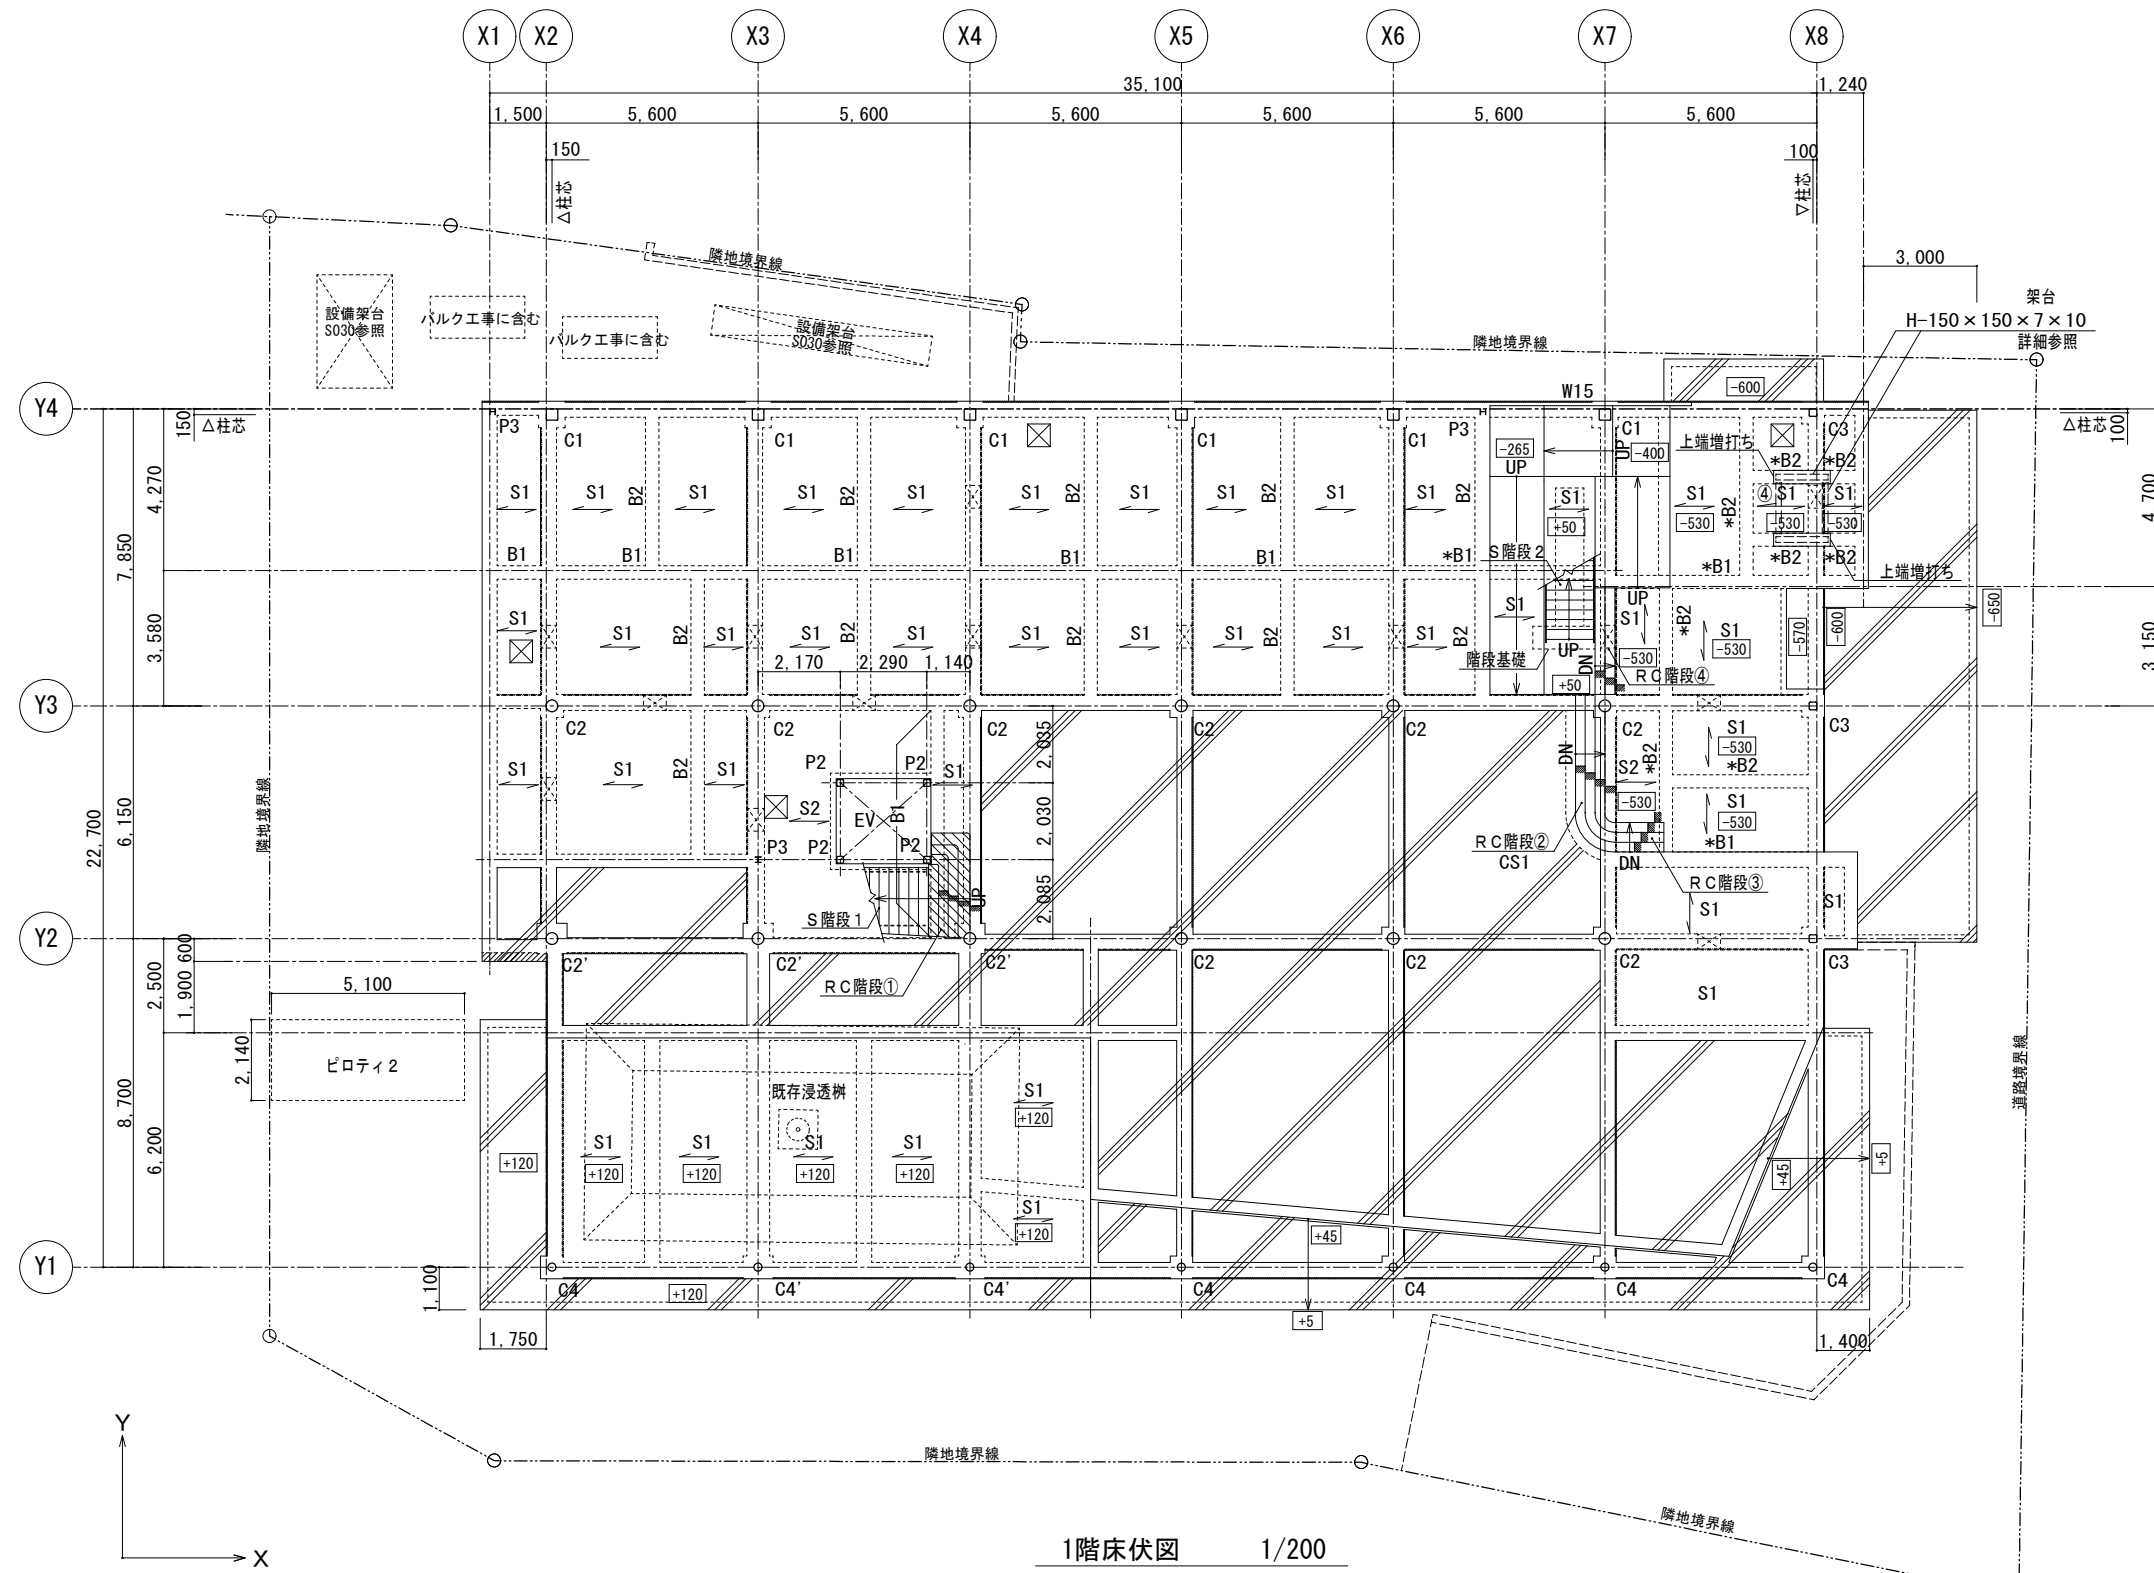 X1
X2
X3
X4
X5
X6
X7
X8
35,100
1,240
1,500
5,600
5,600
5,600
5,600
5,600
5,600
150
△柱芯
100
▽柱芯
隣地境界線
3,000
設備架台
S030参照
バルク工事に含む
バルク工事に含む
設備架台
S030参照
隣地境界線
架台
H-150×150×7×10
詳細参照
-600
W15
Y4
150
△柱芯
△柱芯
100
P3
C1
C1
C1
C1
C1
P3
C1
C3
-265
UP
UP
-400
上端増打ち
*B2
*B2
S1
S1
B2
S1
S1
B2
S1
S1
B2
S1
S1
B2
S1
S1
B2
S1
+50
S1
-530
*B2
④
S1
-530
S1
-530
B1
B1
B1
B1
B1
*B1
S階段2
*B1
*B2
*B2
上端増打ち
4,270
7,850
3,580
4,700
3,150
S1
S1
B2
S1
S1
B2
S1
S1
B2
S1
S1
B2
S1
S1
B2
S1
UP
S1
*B2
S1
-530
-570
-600
-650
2,170
2,290
1,140
階段基礎
UP
DN
-530
RC階段④
+50
Y3
C2
C2
C2
C2
C2
C2
C3
2,035
S1
S1
B2
S1
P2
P2
S1
S2
EV
B1
P3
P2
P2
2,030
DN
S2
*B2
-530
S1
-530
*B2
S1
-530
*B1
RC階段②
CS1
DN
RC階段③
S1
S1
22,700
6,150
隣地境界線
S階段1
UP
2,085
Y2
C2'
C2'
C2'
C2
C2
C2
C3
RC階段①
S1
600
2,500
1,900
5,100
2,140
ピロティ2
既存浸透桝
8,700
6,200
+120
S1
+120
S1
+120
S1
+120
S1
+120
S1
+120
S1
+120
道路境界線
+45
+5
+45
+5
Y1
1,100
C4
+120
C4'
C4'
C4
C4
C4
C4
1,750
1,400
隣地境界線
隣地境界線
Y
X
1階床伏図 1/200